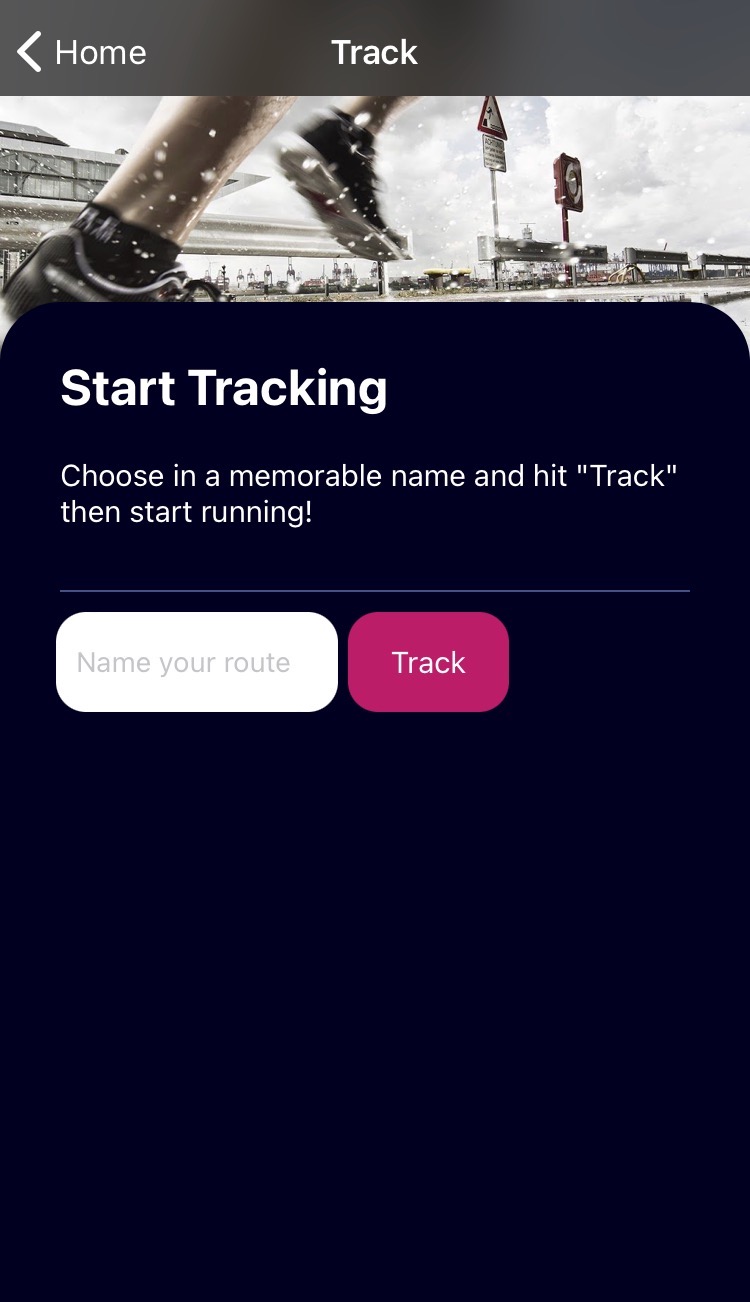 Home
Track
Start Tracking
Choose in a memorable name and hit "Track"
then start running!
Name your route
Track